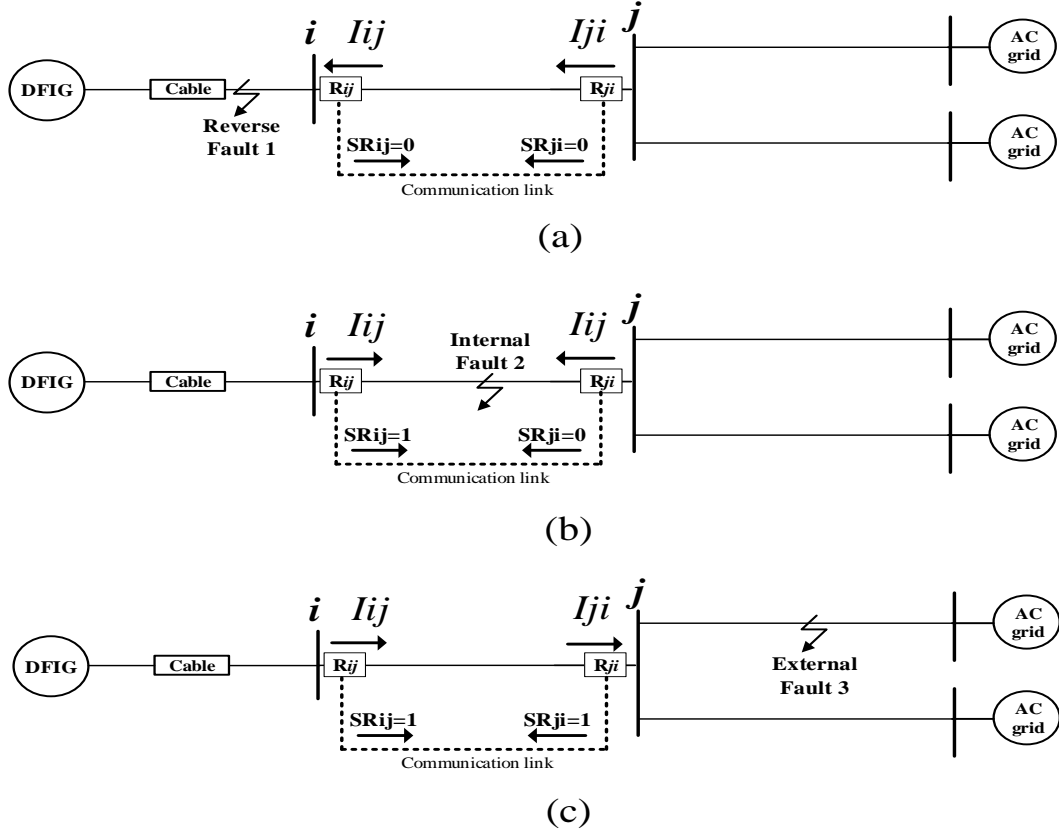 i
Iij
Iji
j
AC
grid
DFIG
Cable
Rij
Rji
Reverse
Fault 1
SRij=0
SRji=0
Communication link
AC
grid
(a)
i
Iij
Internal
Fault 2
Iij
j
AC
grid
DFIG
Cable
Rij
Rji
SRij=1
SRji=0
Communication link
AC
grid
(b)
i
Iij
Iji
j
AC
grid
DFIG
Cable
Rij
Rji
External
Fault 3
SRij=1
SRji=1
Communication link
AC
grid
(c)